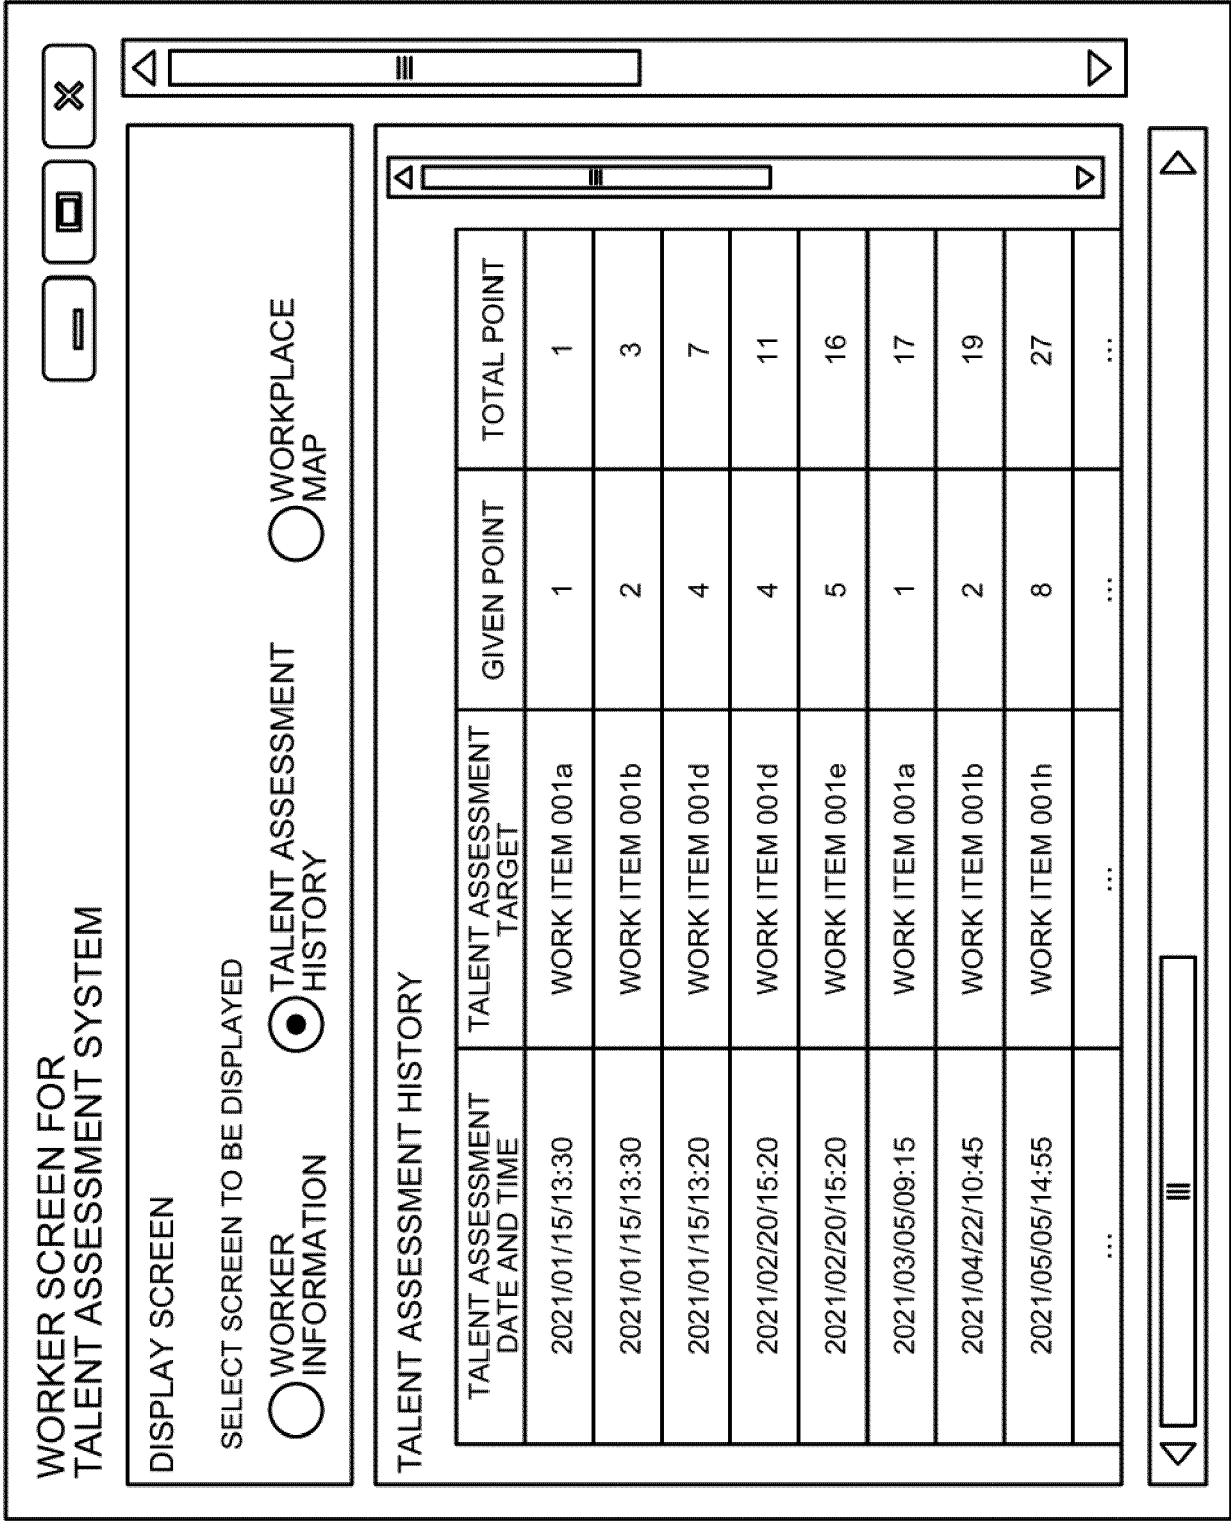 WORKER SCREEN FOR
TALENT ASSESSMENT SYSTEM
DISPLAY SCREEN
SELECT SCREEN TO BE DISPLAYED
WORKER
INFORMATION
TALENT ASSESSMENT
HISTORY
WORKPLACE
MAP
TALENT ASSESSMENT HISTORY
TALENT ASSESSMENT
DATE AND TIME
TALENT ASSESSMENT
TARGET
GIVEN POINT
TOTAL POINT
2021/01/15/13:30 WORK ITEM 001a 1 1
2021/01/15/13:30 WORK ITEM 001b 2 3
2021/01/15/13:20 WORK ITEM 001d 4 7
2021/02/20/15:20 WORK ITEM 001d 4 11
2021/02/20/15:20 WORK ITEM 001e 5 16
2021/03/05/09:15 WORK ITEM 001a 1 17
2021/04/22/10:45 WORK ITEM 001b 2 19
2021/05/05/14:55 WORK ITEM 001h 8 27
... ... ... ...